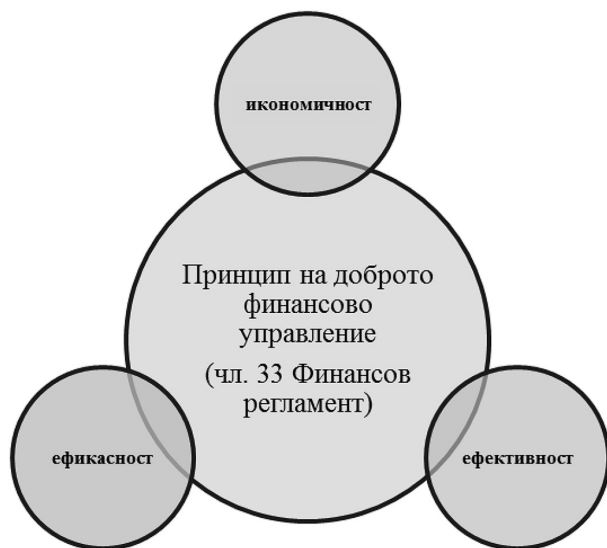 икономичност
Принцип на доброто
финансово
управление
(чл. 33 Финансов
регламент)
ефикасност
ефективност